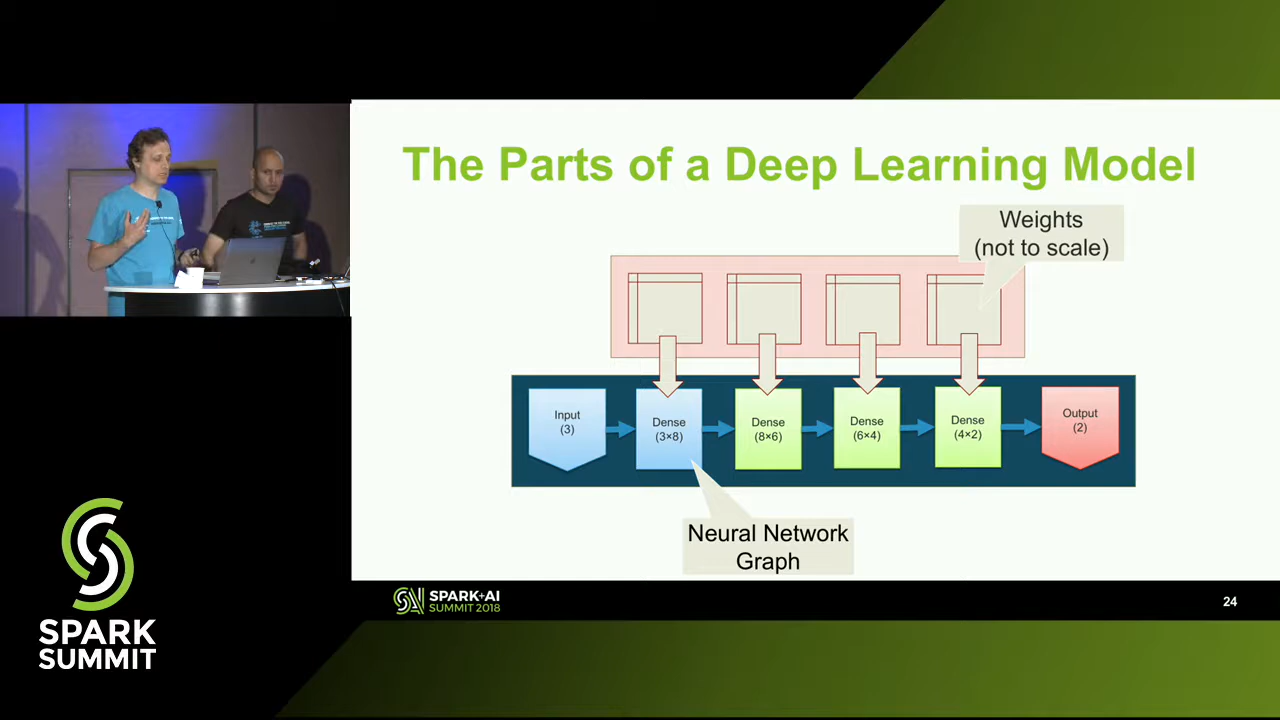 The Parts of a Deep Learning Model
Weights
(not to scale)
Input
(3)
Dense
(3×8)
Dense
(8×6)
Dense
(6×4)
Dense
(4×2)
Output
(2)
Neural Network
Graph
SPARK+AI
SUMMIT 2018
24
SPARK
SUMMIT